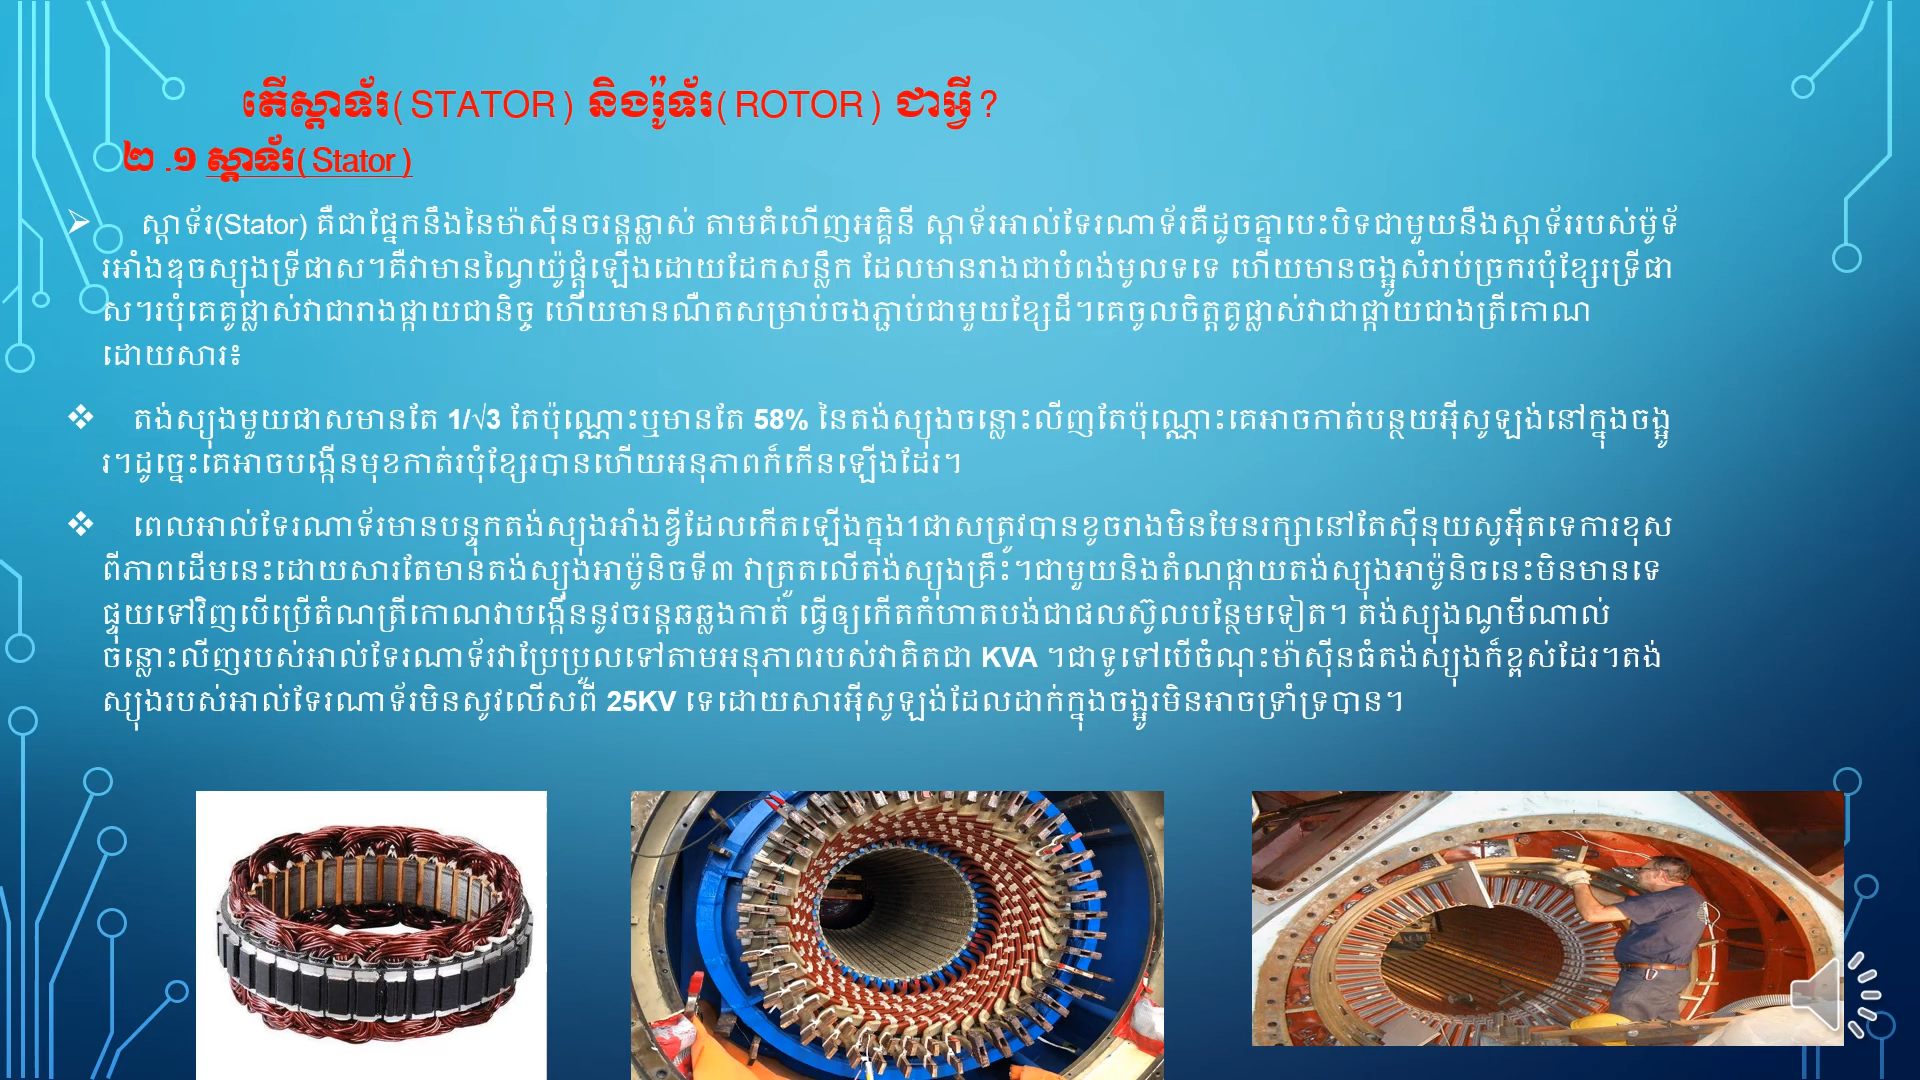 តើស្តាទ័រ( STATOR ) និងរ៉ូទ័រ( ROTOR ) ជាអ្វី ?
២ .១ ស្តាទ័រ( Stator )
ស្តាទ័រ(Stator) គឺជាផ្នែកនឹងនៃម៉ាស៊ីនចរន្តឆ្លាស់ តាមគំហើញអគ្គិនី ស្តាទ័រអាល់ទែរណាទ័រគឺដូចគ្នាបេះបិទជាមួយនឹងស្តាទ័ររបស់ម៉ូទ័
រអាំងឌុចស្យុងទ្រីផាស។គឺវាមានណៃ្វយ៉ូផ្គុំឡើងដោយដែកសន្លឹក ដែលមានរាងជាបំពង់មូលទទេ ហើយមានចង្អូសំរាប់ច្រករបុំខ្សែរទ្រីផា
ស។របុំគេគូផ្លាស់វាជារាងផ្កាយជានិច្ច ហើយមានណឺតសម្រាប់ចងភ្ជាប់ជាមួយខ្សែដី។គេចូលចិត្តគូផ្លាស់វាជាផ្កាយជាងត្រីកោណ
ដោយសារ៖
តង់ស្យុងមួយផាសមានតែ 1/√3 តែប៉ុណ្ណោះឬមានតែ 58% នៃតង់ស្យុងចន្លោះលីញតែប៉ុណ្ណោះគេអាចកាត់បន្ថយអ៊ីសូឡង់នៅក្នុងចង្អូ
រ។ដូច្នេះគេអាចបង្កើនមុខកាត់របុំខ្សែរបានហើយអនុភាពក៏កើនឡើងដែរ។
ពេលអាល់ទែរណាទ័រមានបន្ទុកតង់ស្យុងអាំងឌ្វីដែលកើតឡើងក្នុង1ផាសត្រូវបានខូចរាងមិនមែនរក្សានៅតែស៊ីនុយសូអ៊ីតទេការខុស
ពីភាពដើមនេះដោយសារតែមានតង់ស្យុងអាម៉ូនិចទី៣ វាត្រួតលើតង់ស្យុងគ្រឹះ។ជាមួយនិងតំណផ្កាយតង់ស្យុងអាម៉ូនិចនេះមិនមានទេ
ផ្ទុយទៅវិញបើប្រើតំណត្រីកោណវាបង្កើននូវចរន្តឆឆ្លងកាត់ ធ្វើឲ្យកើតកំហាតបង់ជាផលស៊ូលបន្ថែមទៀត។ តង់ស្យុងណូមីណាល់
ចន្លោះលីញរបស់អាល់ទែរណាទ័រវាប្រែប្រួលទៅតាមអនុភាពរបស់វាគិតជា KVA ។ជាទូទៅបើចំណុះម៉ាស៊ីនធំតង់ស្យុងក៏ខ្ពស់ដែរ។តង់
ស្យុងរបស់អាល់ទែរណាទ័រមិនសូវលើសពី 25KV ទេដោយសារអ៊ីសូឡង់ដែលដាក់ក្នុងចង្អូរមិនអាចទ្រាំទ្របាន។